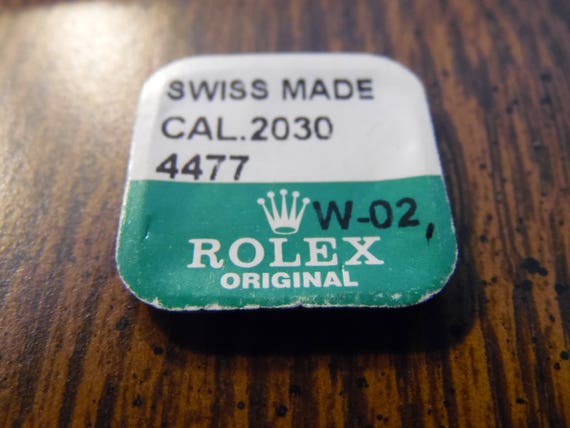 SWISS MADE
CAL.2030
4477
W-02,
ROLEX
ORIGINAL